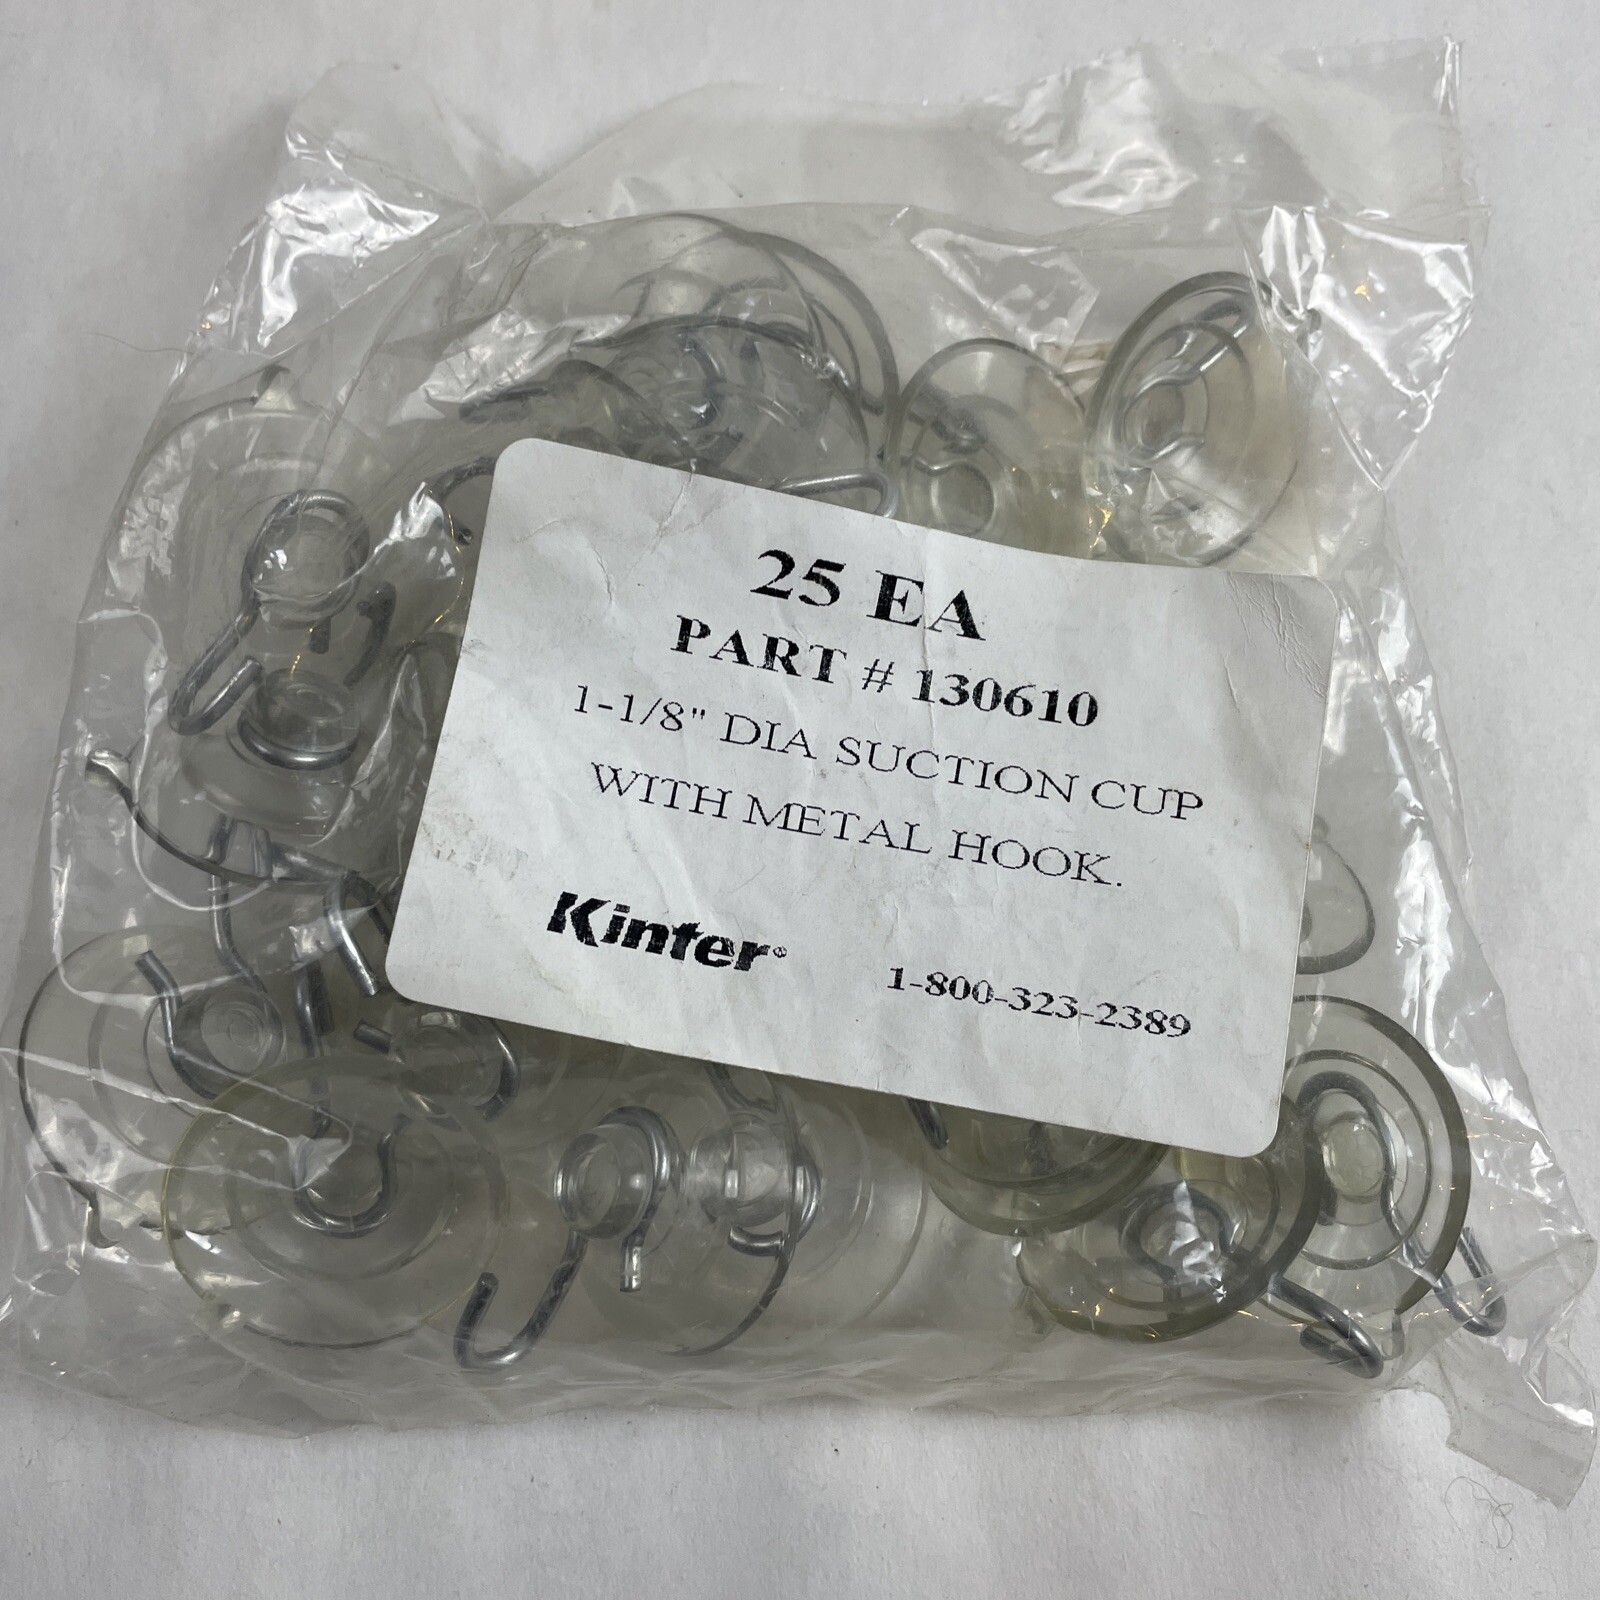 25 EA
PART # 130610
1-1/8" DIA SUCTION CUP
WITH METAL HOOK.
Kinter® 1-800-323-2389